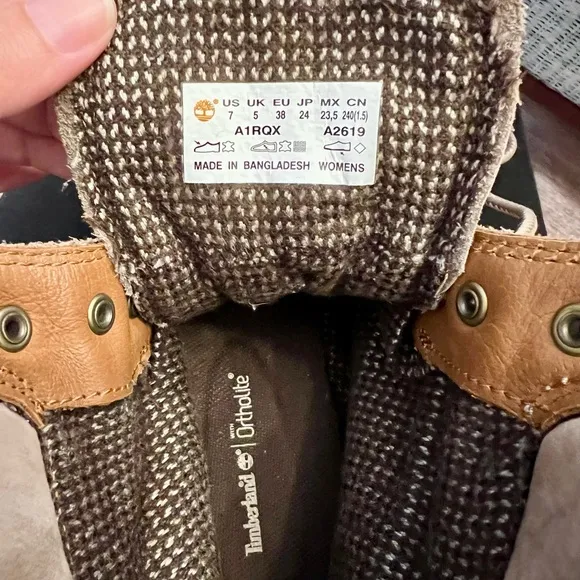 US UK EU JP MX CN
7 5 38 24 23,5 240(1.5)
A1RQX A2619
MADE IN BANGLADESH WOMENS
Timberland ® WITH Ortholite®